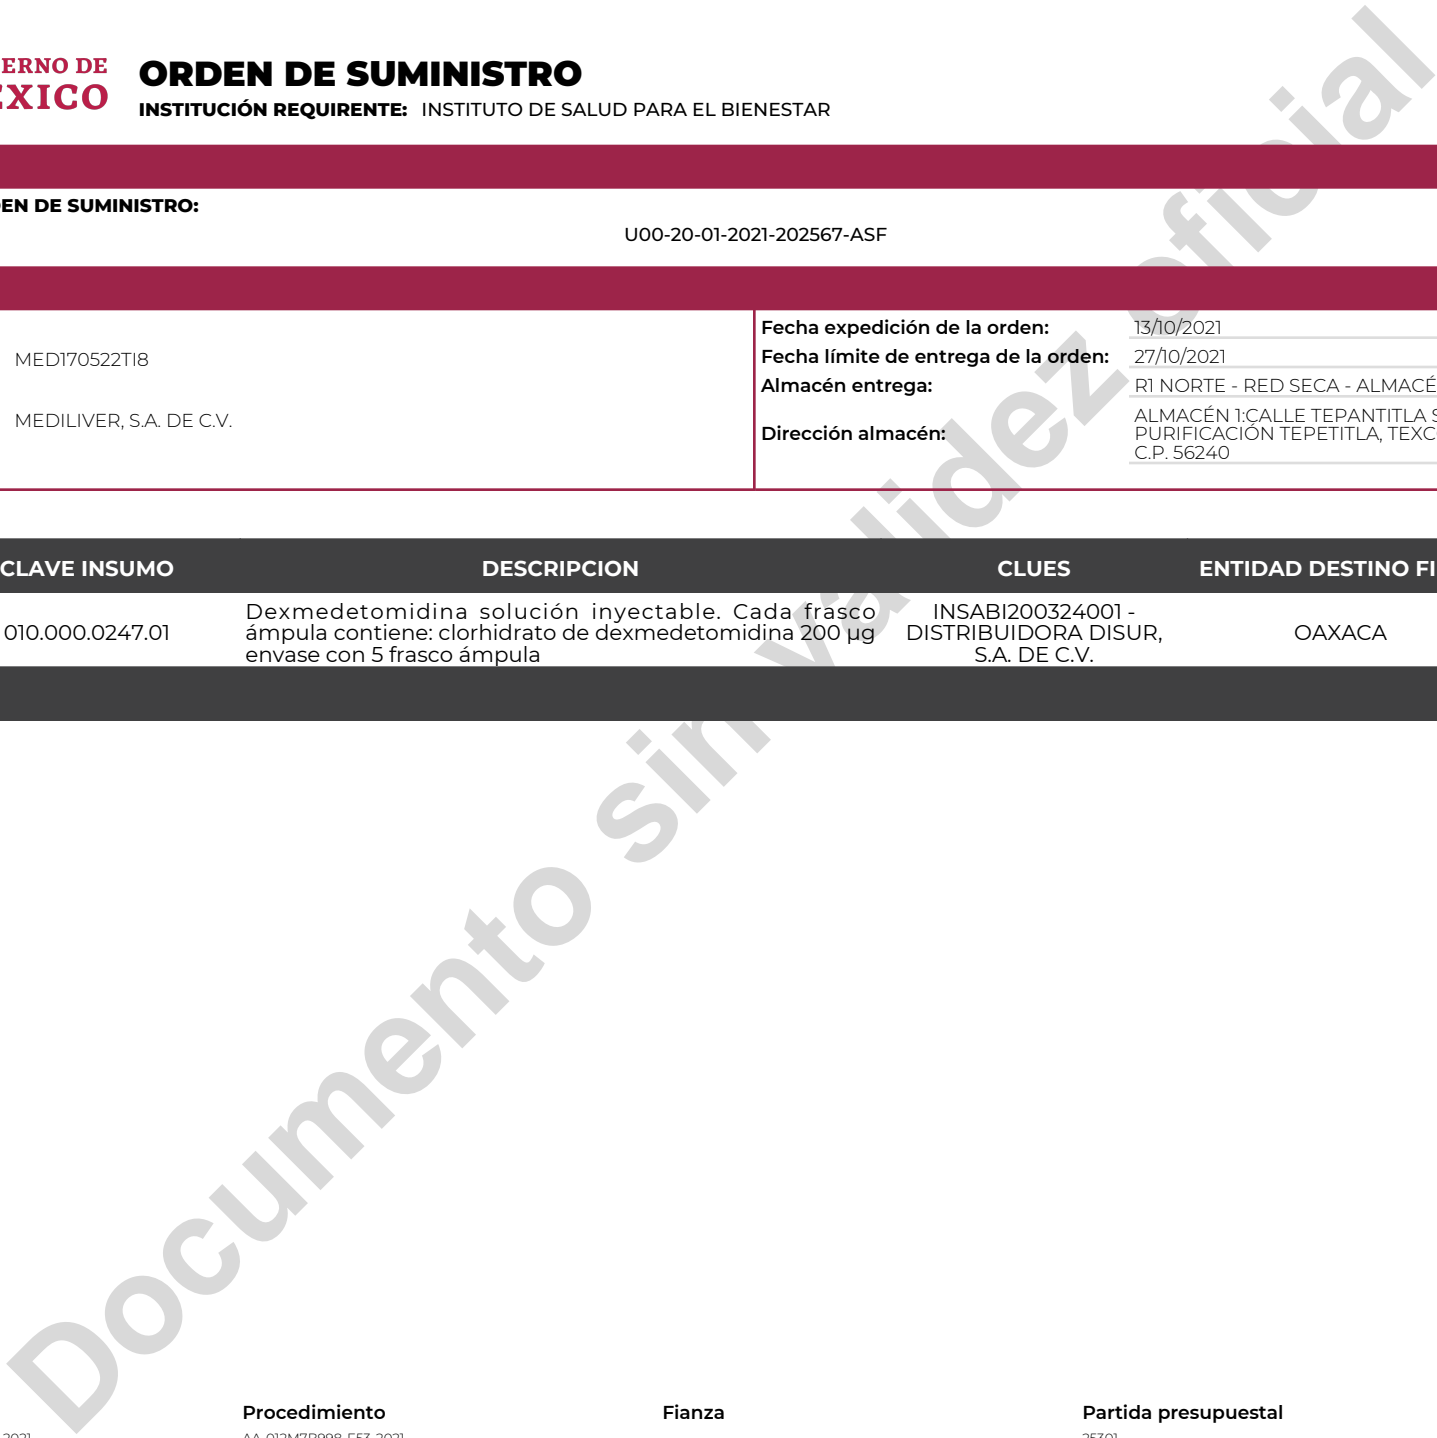 ERNO DE
ORDEN DE SUMINISTRO
INSTITUCIÓN REQUIRENTE: INSTITUTO DE SALUD PARA EL BIENESTAR
EN DE SUMINISTRO:
U00-20-01-2021-202567-ASF
MED170522TI8
MEDILIVER, S.A. DE C.V.
Fecha expedición de la orden: 13/10/2021
Fecha límite de entrega de la orden: 27/10/2021
Almacén entrega: R1 NORTE - RED SECA - ALMACÉ
Dirección almacén:
ALMACÉN 1:CALLE TEPANTITLA S
PURIFICACIÓN TEPETITLA, TEXC
C.P. 56240
CLAVE INSUMO DESCRIPCION CLUES ENTIDAD DESTINO FI
010.000.0247.01
Dexmedetomidina solución inyectable. Cada frasco
ámpula contiene: clorhidrato de dexmedetomidina 200 µg
envase con 5 frasco ámpula
INSABI200324001 -
DISTRIBUIDORA DISUR,
S.A. DE C.V.
OAXACA
Documento sin validez oficial
Procedimiento Fianza Partida presupuestal